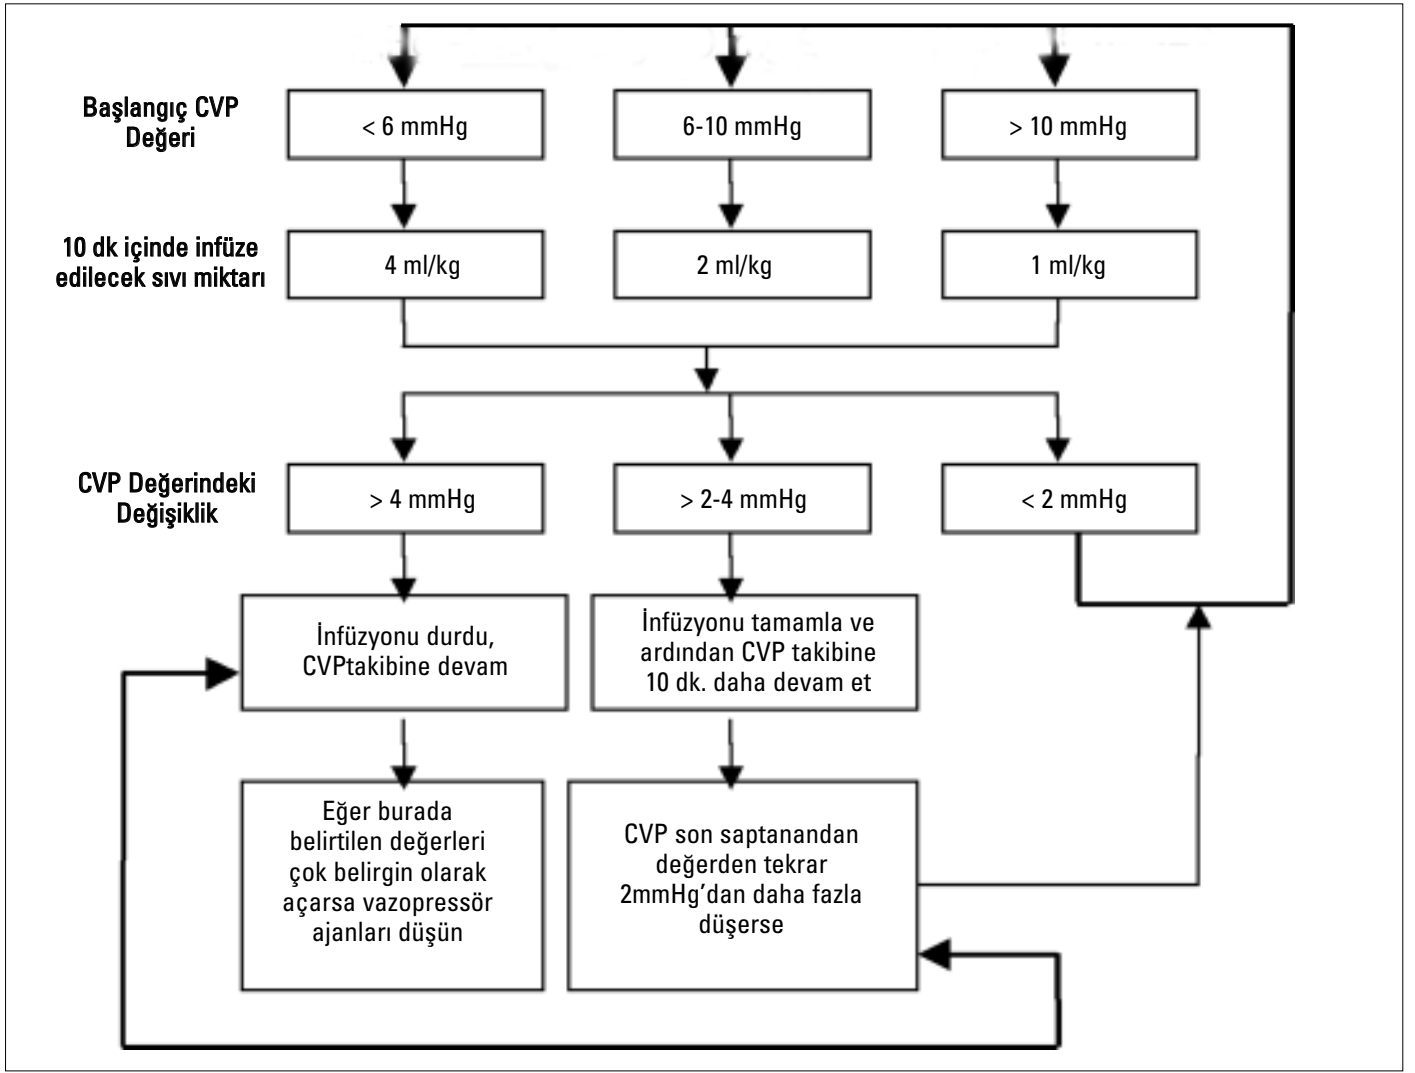 Başlangıç CVP
Değeri
< 6 mmHg
6-10 mmHg
> 10 mmHg
10 dk içinde infüze
edilecek sıvı miktarı
4 ml/kg
2 ml/kg
1 ml/kg
CVP Değerindeki
Değişiklik
> 4 mmHg
> 2-4 mmHg
< 2 mmHg
İnfüzyonu durdu,
CVPtakibine devam
İnfüzyonu tamamla ve
ardından CVP takibine
10 dk. daha devam et
Eğer burada
belirtilen değerleri
çok belirgin olarak
açarsa vazopressör
ajanları düşün
CVP son saptanandan
değerden tekrar
2mmHg’dan daha fazla
düşerse